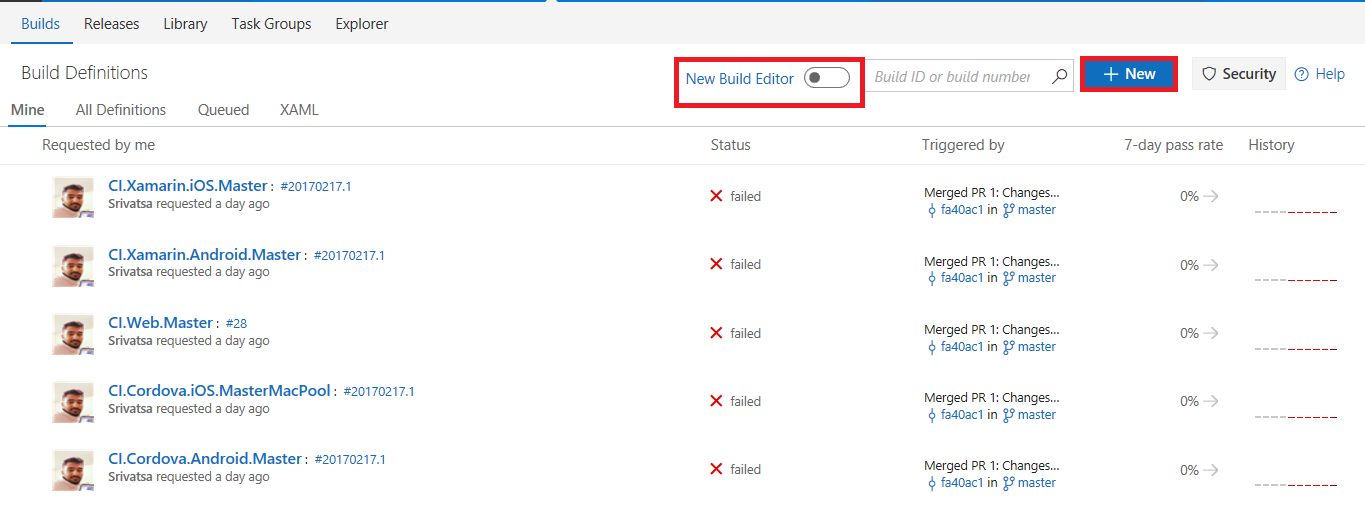 Builds Releases Library Task Groups Explorer
Build Definitions New Build Editor Build ID or build number + New Security Help
Mine All Definitions Queued XAML
Requested by me Status Triggered by 7-day pass rate History
CI.Xamarin.iOS.Master : #20170217.1
Srivatsa requested a day ago
failed
Merged PR 1: Changes...
fa40ac1 in master
0%
CI.Xamarin.Android.Master : #20170217.1
Srivatsa requested a day ago
failed
Merged PR 1: Changes...
fa40ac1 in master
0%
CI.Web.Master : #28
Srivatsa requested a day ago
failed
Merged PR 1: Changes...
fa40ac1 in master
0%
CI.Cordova.iOS.MasterMacPool : #20170217.1
Srivatsa requested a day ago
failed
Merged PR 1: Changes...
fa40ac1 in master
0%
CI.Cordova.Android.Master : #20170217.1
Srivatsa requested a day ago
failed
Merged PR 1: Changes...
fa40ac1 in master
0%